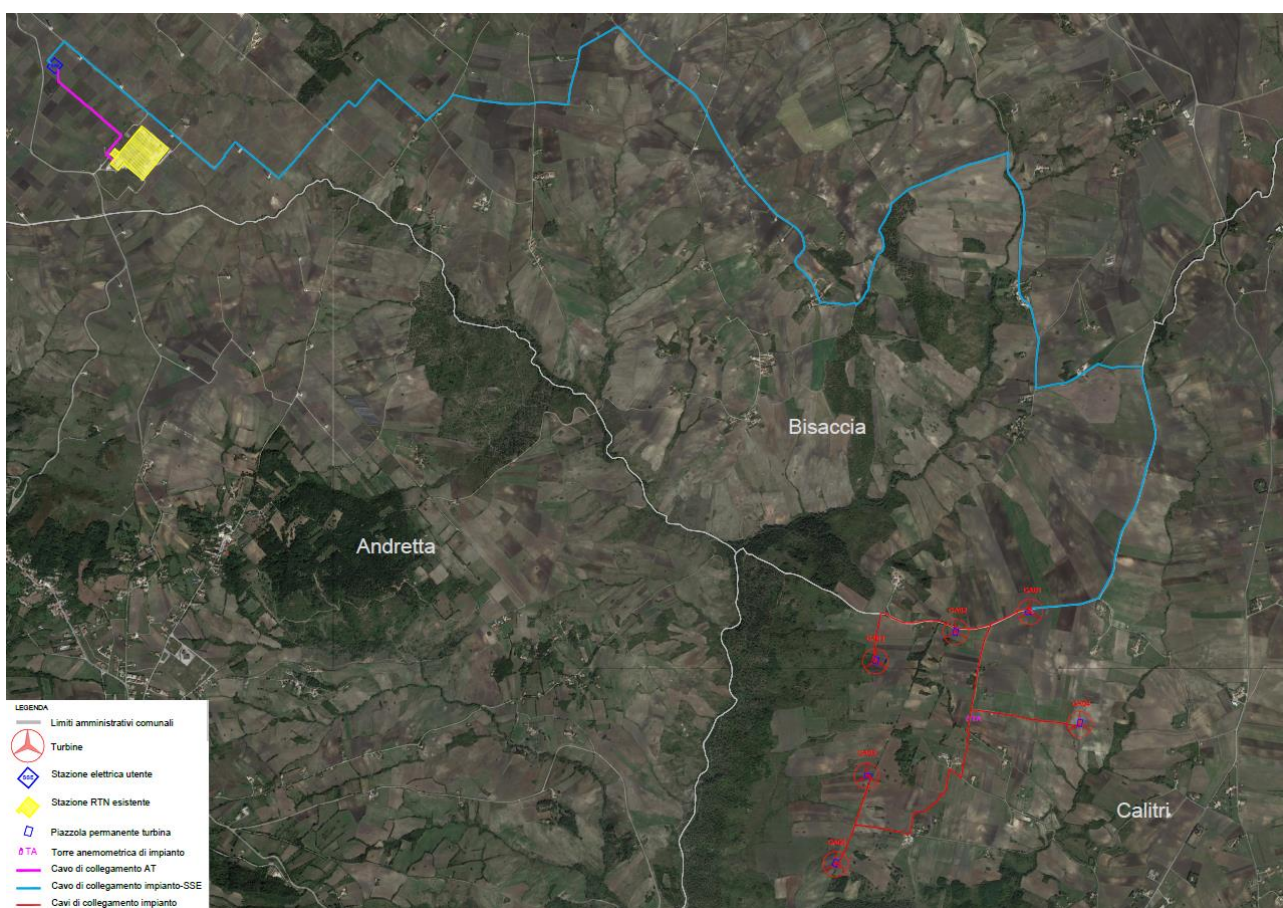 Bisaccia
Andretta
Calitri
LEGENDA
Limiti amministrativi comunali
Turbine
SSE
Stazione elettrica utente
Stazione RTN esistente
Piazzola permanente turbina
TA Torre anemometrica di impianto
Cavo di collegamento AT
Cavo di collegamento impianto-SSE
Cavi di collegamento impianto